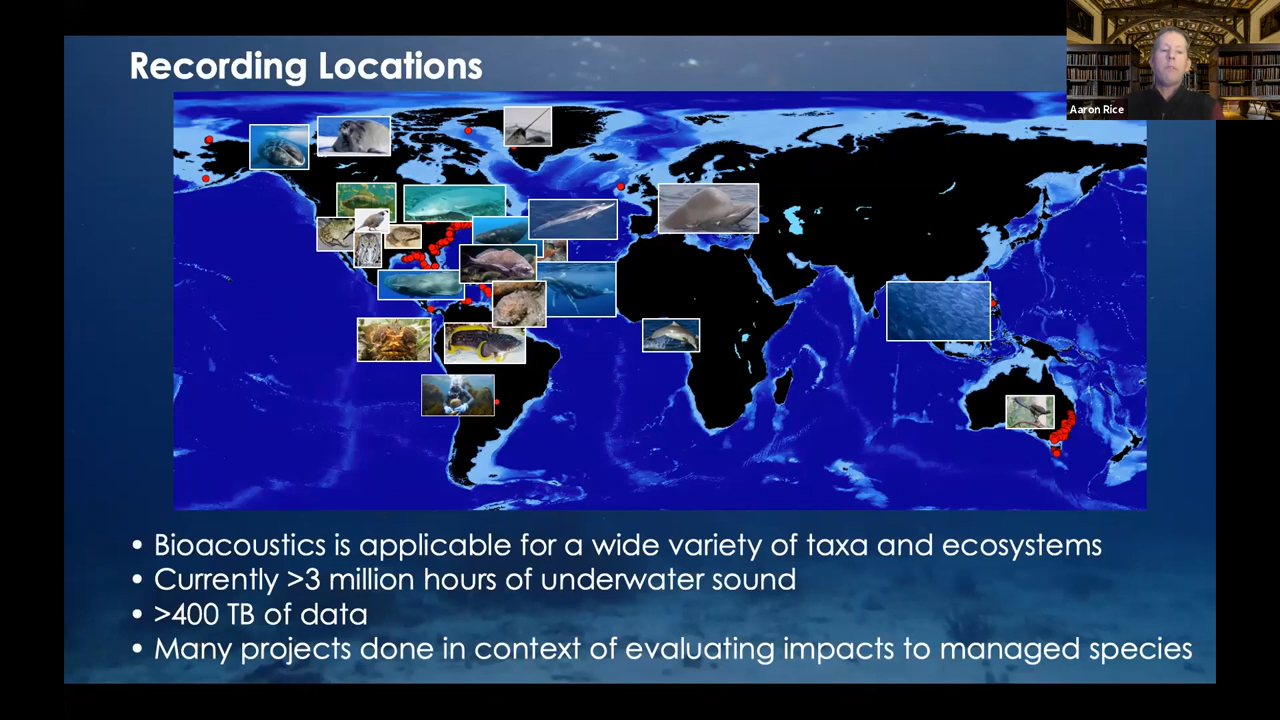 Recording Locations
Aaron Rice
• Bioacoustics is applicable for a wide variety of taxa and ecosystems
• Currently >3 million hours of underwater sound
• >400 TB of data
• Many projects done in context of evaluating impacts to managed species